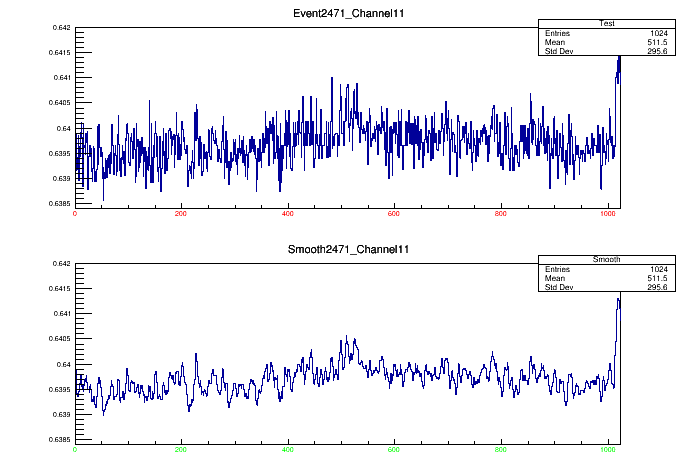 Event2471_Channel11
Test
Entries 1024
Mean 511.5
Std Dev 295.6
0.642
0.6415
0.641
0.6405
0.64
0.6395
0.639
0.6385
0 200 400 600 800 1000
Smooth2471_Channel11
Smooth
Entries 1024
Mean 511.5
Std Dev 295.6
0.642
0.6415
0.641
0.6405
0.64
0.6395
0.639
0.6385
0 200 400 600 800 1000